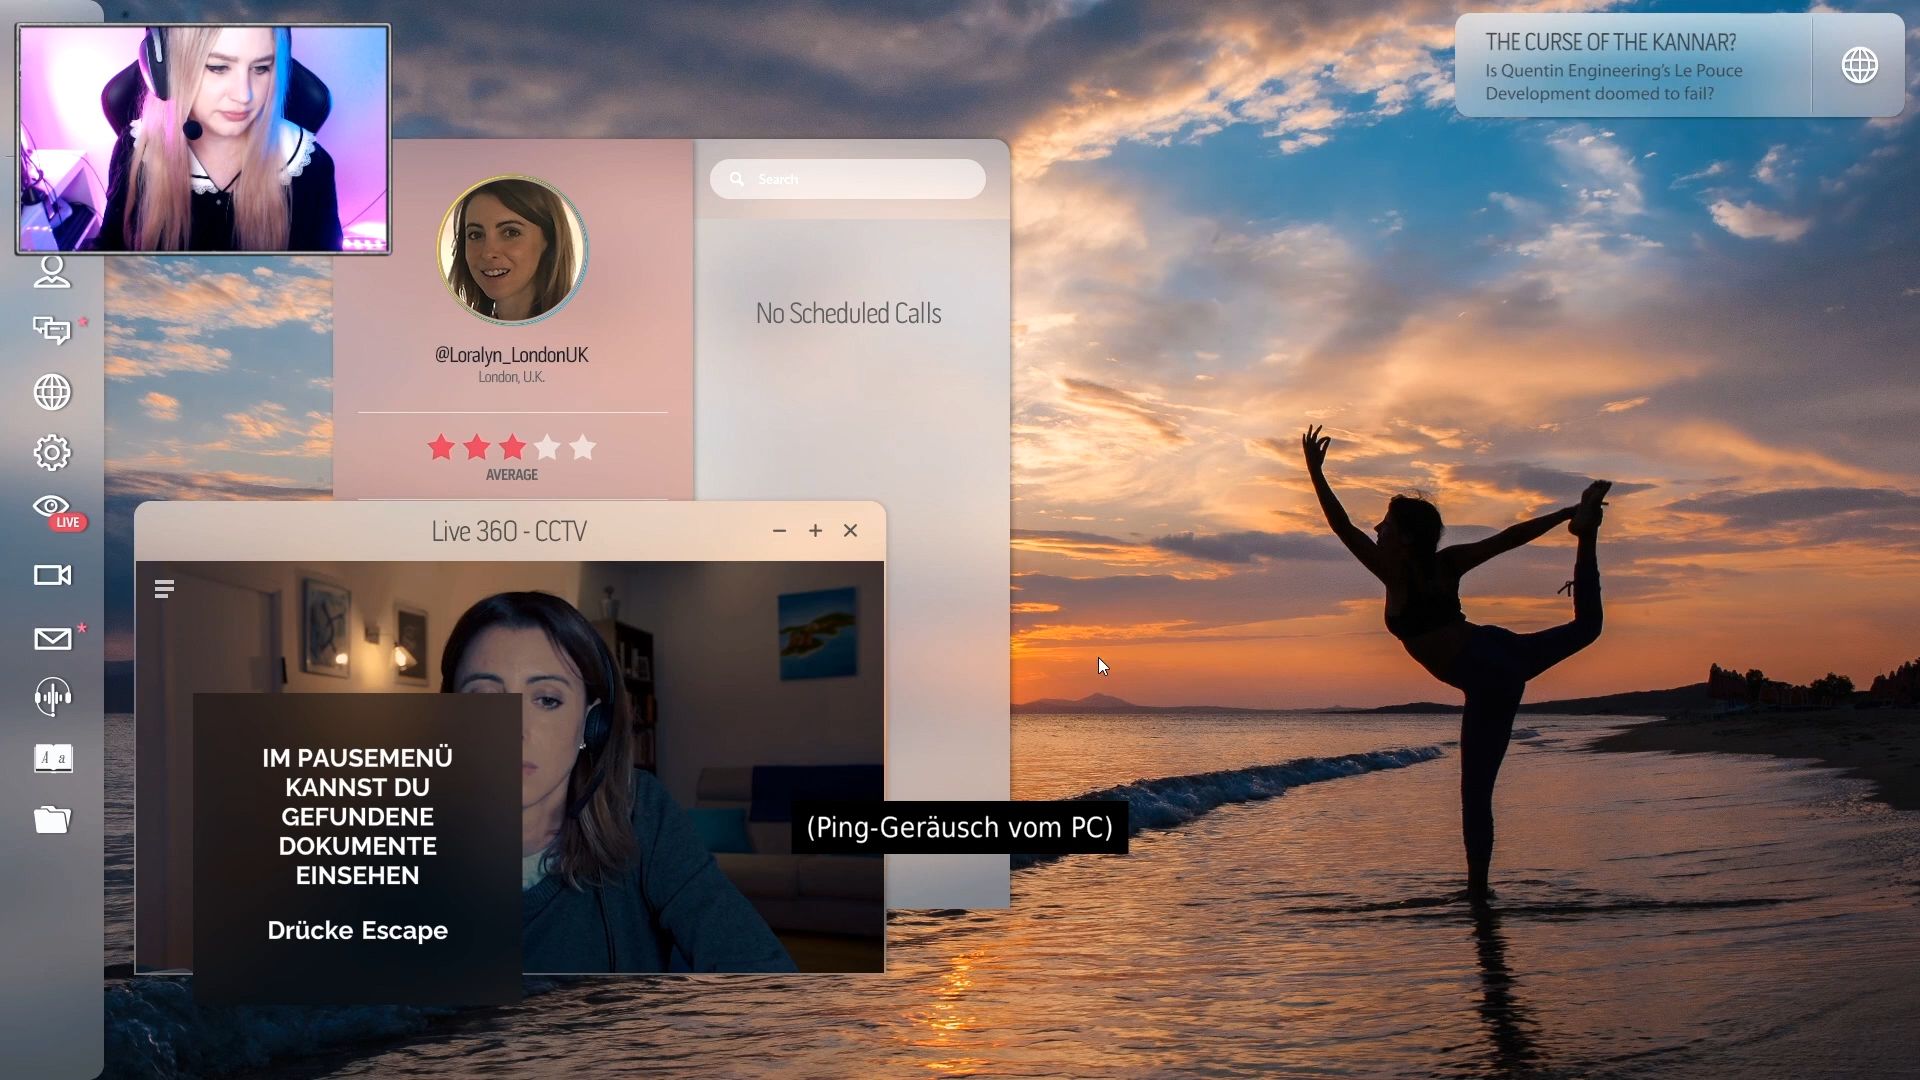 THE CURSE OF THE KANNAR?
Is Quentin Engineering's Le Pouce
Development doomed to fail?
Search
No Scheduled Calls
@Loralyn_LondonUK
London, U.K.
AVERAGE
LIVE
Live 360 - CCTV
IM PAUSEMENÜ
KANNST DU
GEFUNDENE
DOKUMENTE
EINSEHEN
Drücke Escape
(Ping-Geräusch vom PC)
A a